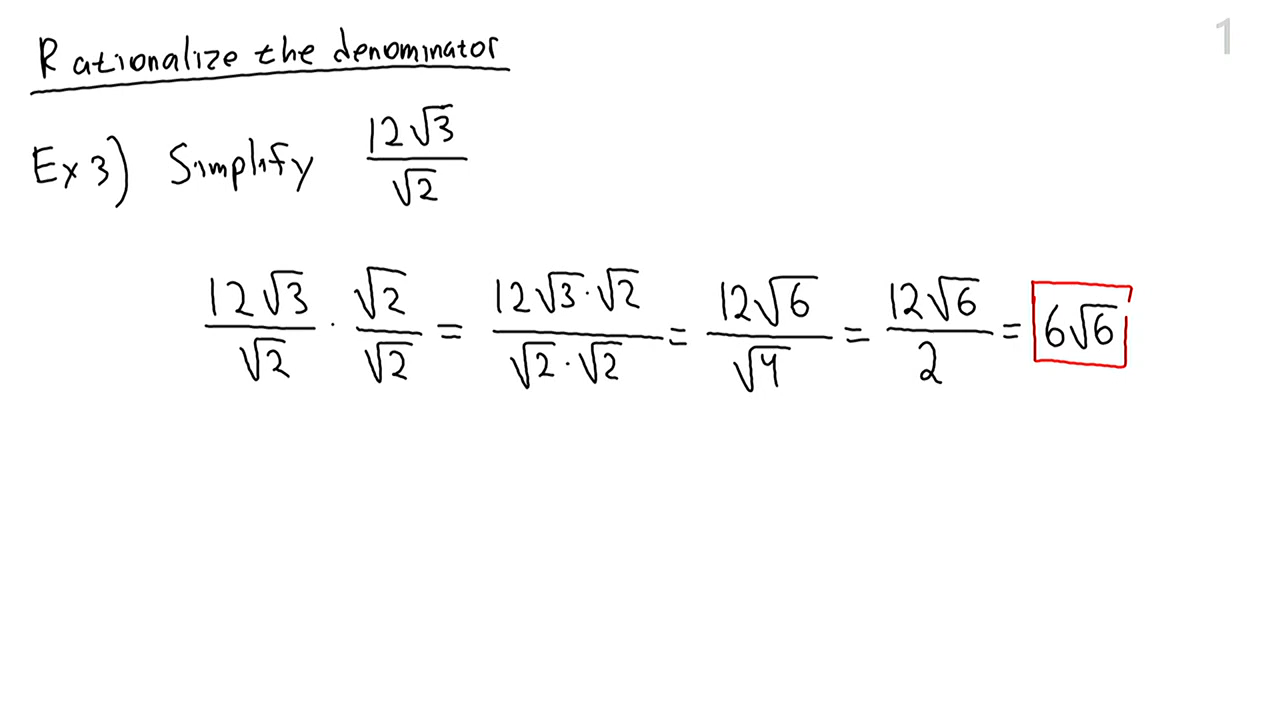 1
Rationalize the denominator
Ex 3) Simplify 12√3 / √2
12√3 / √2 · √2 / √2 = 12√3·√2 / √2·√2 = 12√6 / √4 = 12√6 / 2 = 6√6